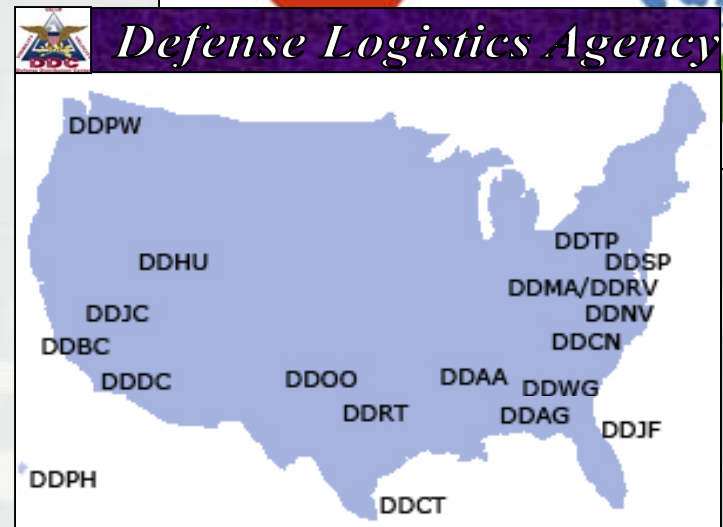 DDC
Defense Logistics Agency
DDPW
DDTP
DDHU
DDSP
DDMA/DDRV
DDJC
DDNV
DDBC
DDCN
DDDC
DDOO
DDAA
DDWG
DDRT
DDAG
DDJF
DDPH
DDCT